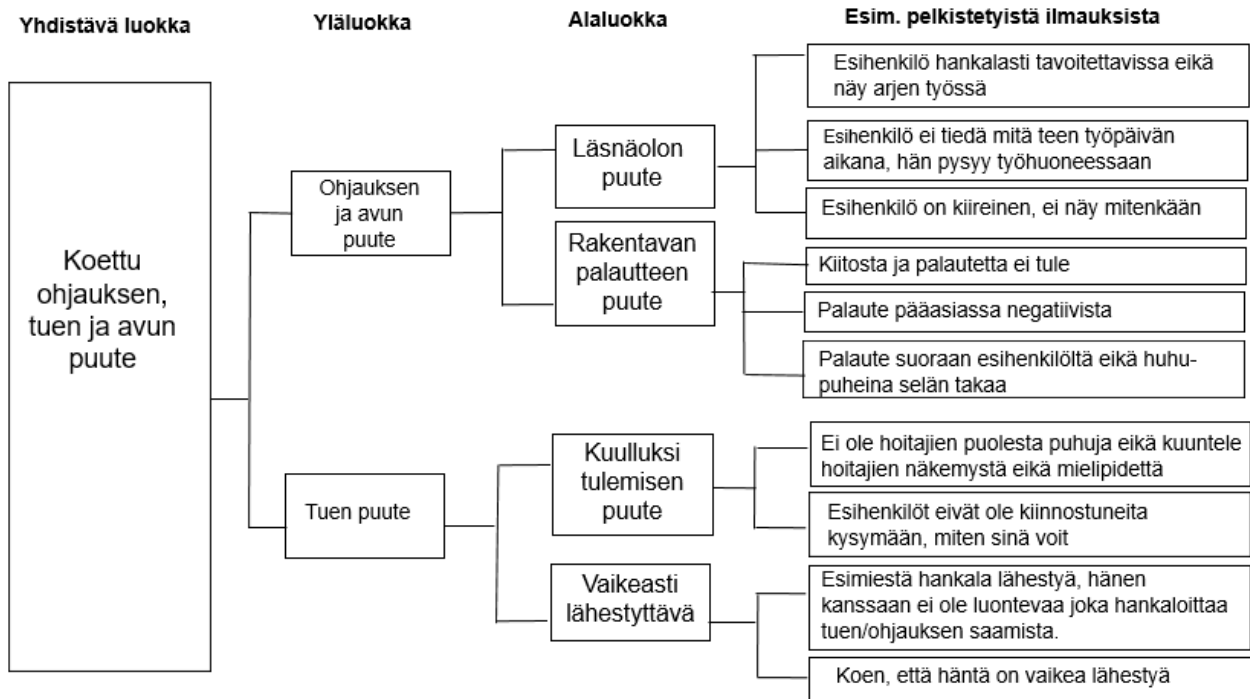 Yhdistävä luokka
Yläluokka
Alaluokka
Esim. pelkistetyistä ilmauksista
Koettu
ohjauksen,
tuen ja avun
puute
Ohjauksen
ja avun
puute
Läsnäolon
puute
Esihenkilö hankalasti tavoitettavissa eikä
näy arjen työssä
Esihenkilö ei tiedä mitä teen työpäivän
aikana, hän pysyy työhuoneessaan
Esihenkilö on kiireinen, ei näy mitenkään
Rakentavan
palautteen
puute
Kiitosta ja palautetta ei tule
Palaute pääasiassa negatiivista
Palaute suoraan esihenkilöltä eikä huhu-
puheina selän takaa
Tuen puute
Kuulluksi
tulemisen
puute
Ei ole hoitajien puolesta puhuja eikä kuuntele
hoitajien näkemystä eikä mielipidettä
Esihenkilöt eivät ole kiinnostuneita
kysymään, miten sinä voit
Vaikeasti
lähestyttävä
Esimiestä hankala lähestyä, hänen
kanssaan ei ole luontevaa joka hankaloittaa
tuen/ohjauksen saamista.
Koen, että häntä on vaikea lähestyä